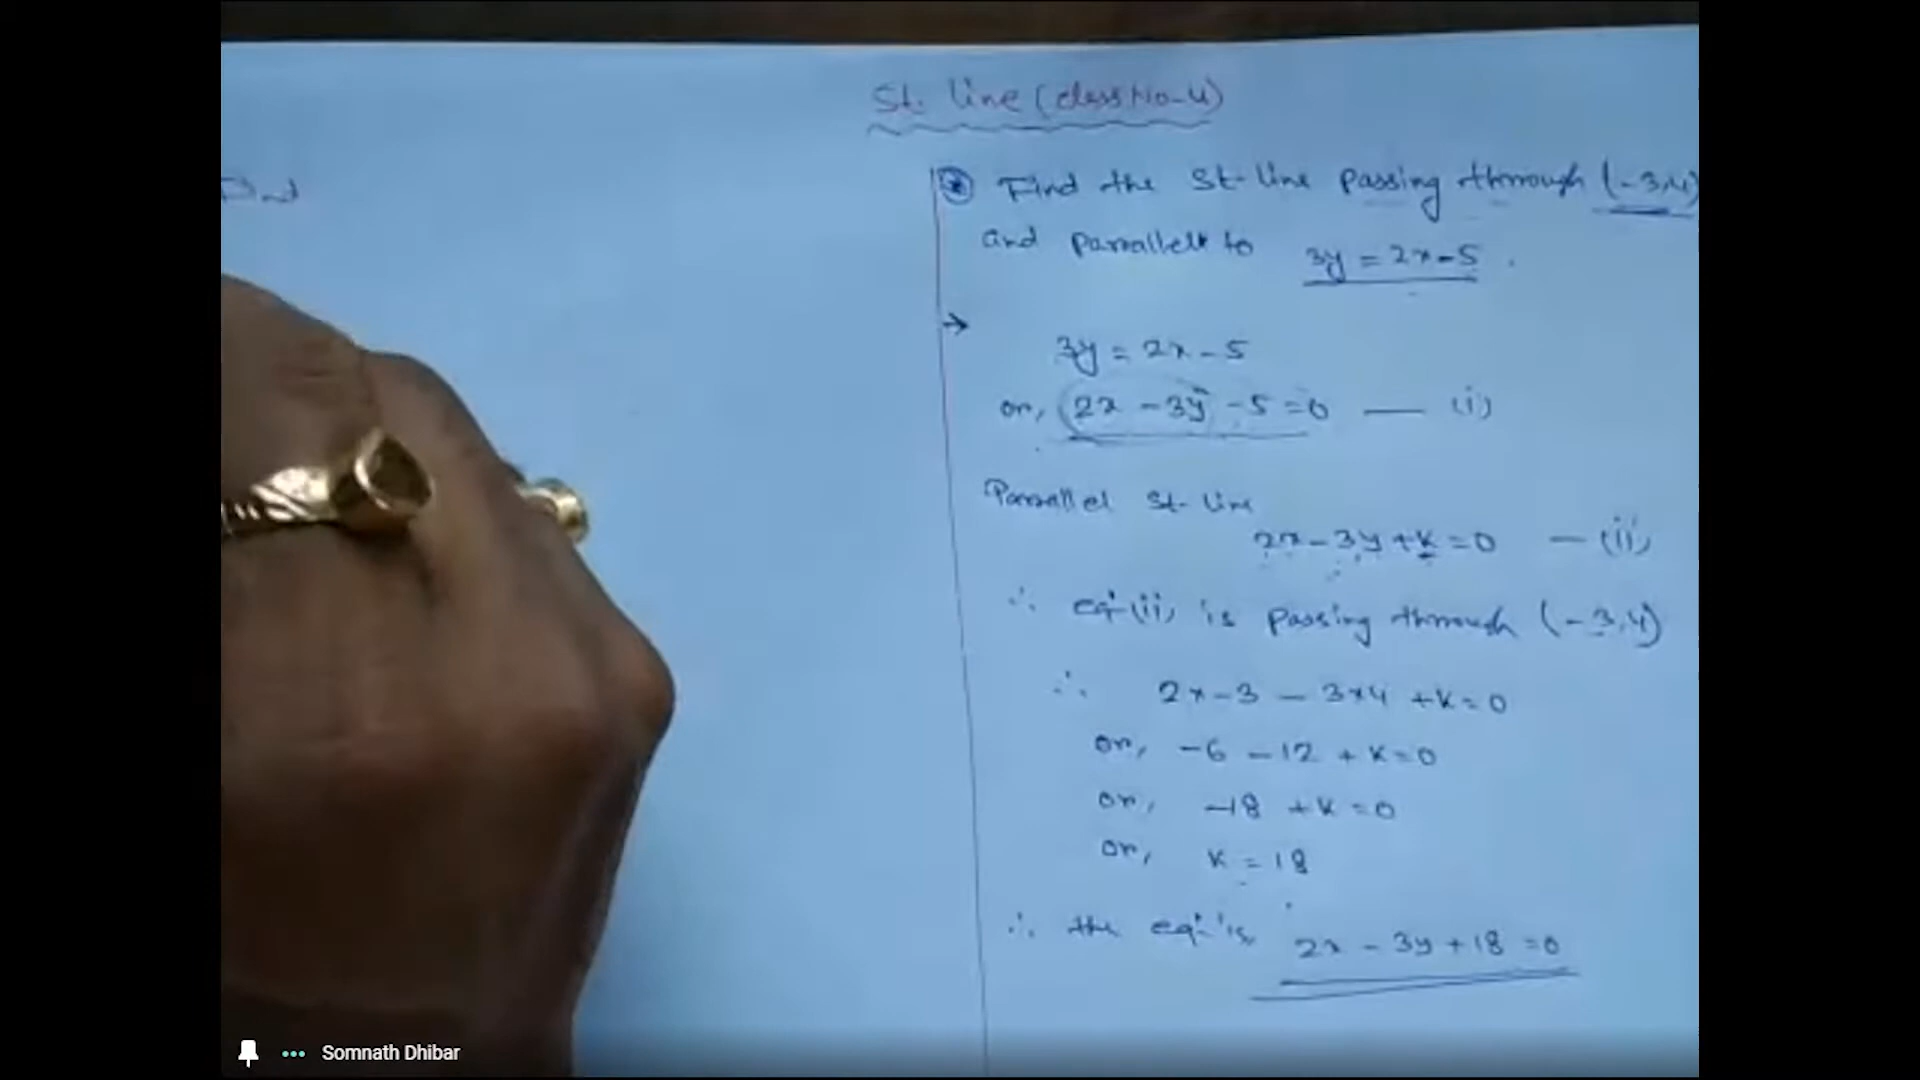 St. line (class No-4)
Find
Find the St-line passing through (-3,4)
and parallel to 3y = 2x-5.
→
3y = 2x - 5
or, 2x - 3y - 5 = 0 — (i)
Parallel St-line
2x - 3y + k = 0 — (ii)
∴ eqn (ii) is passing through (-3,4)
∴ 2x-3 - 3x4 + k = 0
or, -6 - 12 + k = 0
or, -18 + k = 0
or, k = 18
∴ the eqn is, 2x - 3y + 18 = 0
Somnath Dhibar